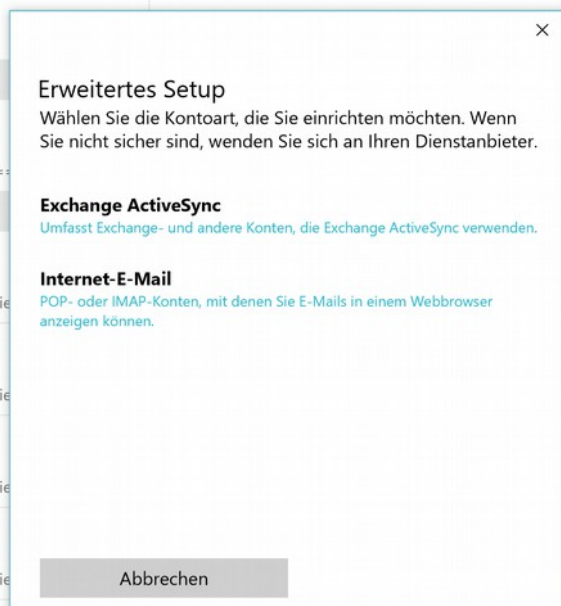 Erweitertes Setup
Wählen Sie die Kontoart, die Sie einrichten möchten. Wenn
Sie nicht sicher sind, wenden Sie sich an Ihren Dienstanbieter.
Exchange ActiveSync
Umfasst Exchange- und andere Konten, die Exchange ActiveSync verwenden.
Internet-E-Mail
POP- oder IMAP-Konten, mit denen Sie E-Mails in einem Webbrowser
anzeigen können.
Abbrechen